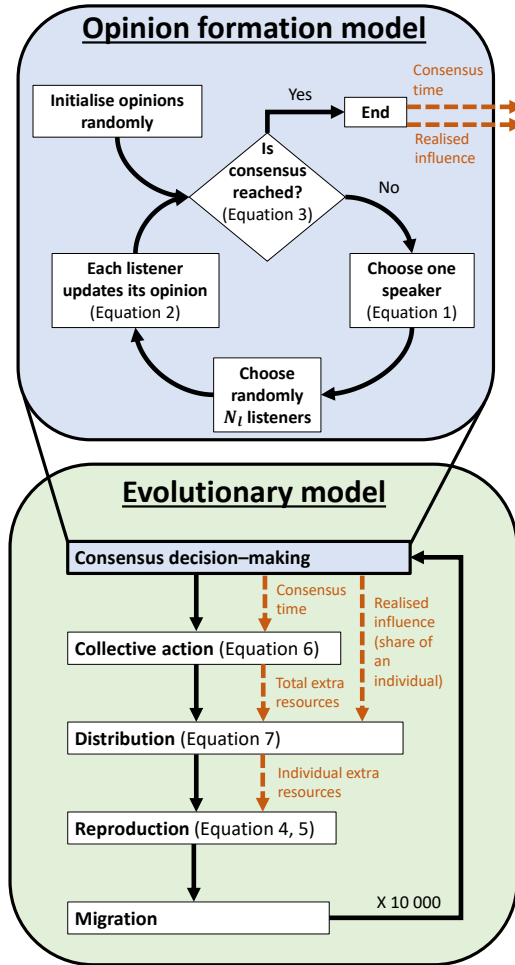 Opinion formation model
Initialise opinions
randomly
Yes
End
Consensus
time
Realised
influence
Is
consensus
reached?
(Equation 3)
No
Each listener
updates its opinion
(Equation 2)
Choose one
speaker
(Equation 1)
Choose
randomly
N_l listeners
Evolutionary model
Consensus decision–making
Consensus
time
Realised
influence
(share of
an
individual)
Collective action (Equation 6)
Total extra
resources
Distribution (Equation 7)
Individual extra
resources
Reproduction (Equation 4, 5)
X 10 000
Migration